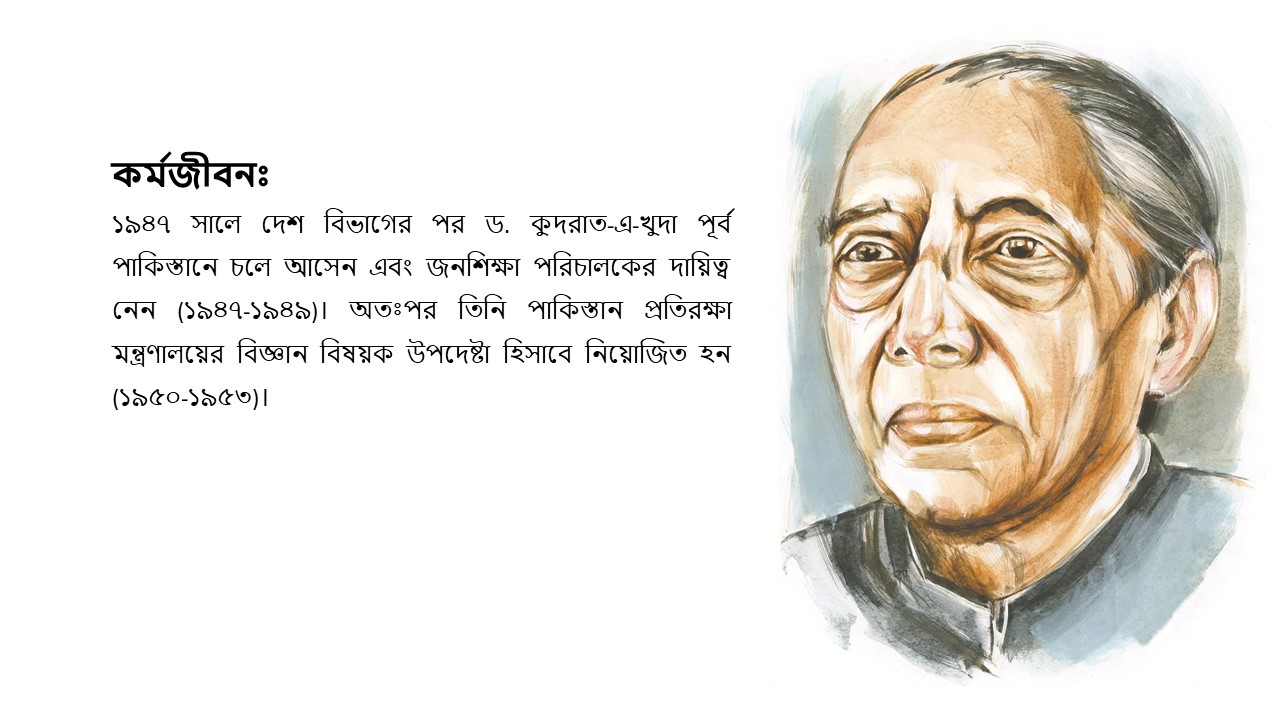 কর্মজীবনঃ
১৯৪৭ সালে দেশ বিভাগের পর ড. কুদরাত-এ-খুদা পূর্ব
পাকিস্তানে চলে আসেন এবং জনশিক্ষা পরিচালকের দায়িত্ব
নেন (১৯৪৭-১৯৪৯)। অতঃপর তিনি পাকিস্তান প্রতিরক্ষা
মন্ত্রণালয়ের বিজ্ঞান বিষয়ক উপদেষ্টা হিসাবে নিয়োজিত হন
(১৯৫০-১৯৫৩)।